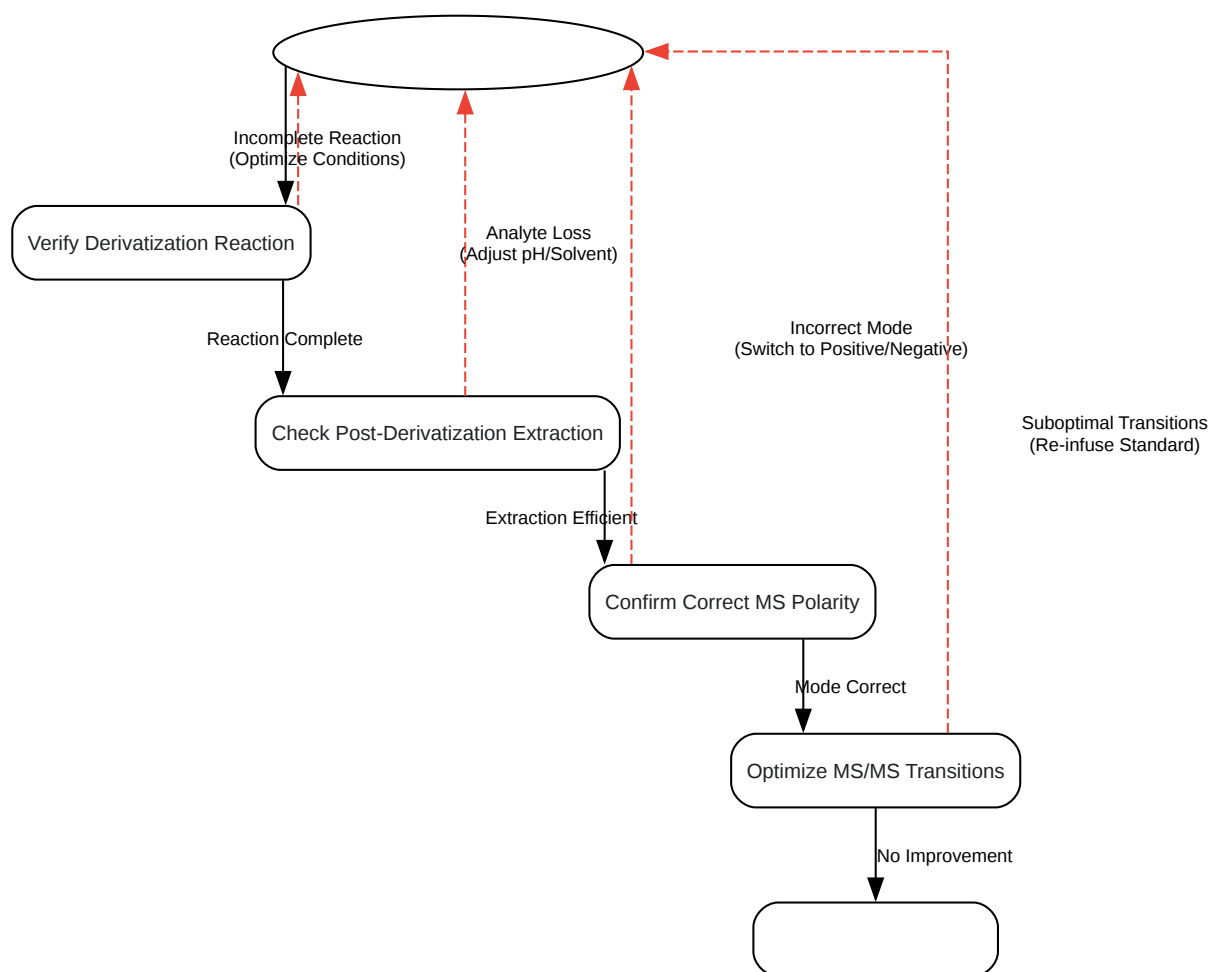 Incomplete Reaction
(Optimize Conditions)
Verify Derivatization Reaction
Analyte Loss
(Adjust pH/Solvent)
Reaction Complete
Incorrect Mode
(Switch to Positive/Negative)
Check Post-Derivatization Extraction
Suboptimal Transitions
(Re-infuse Standard)
Extraction Efficient
Confirm Correct MS Polarity
Mode Correct
Optimize MS/MS Transitions
No Improvement